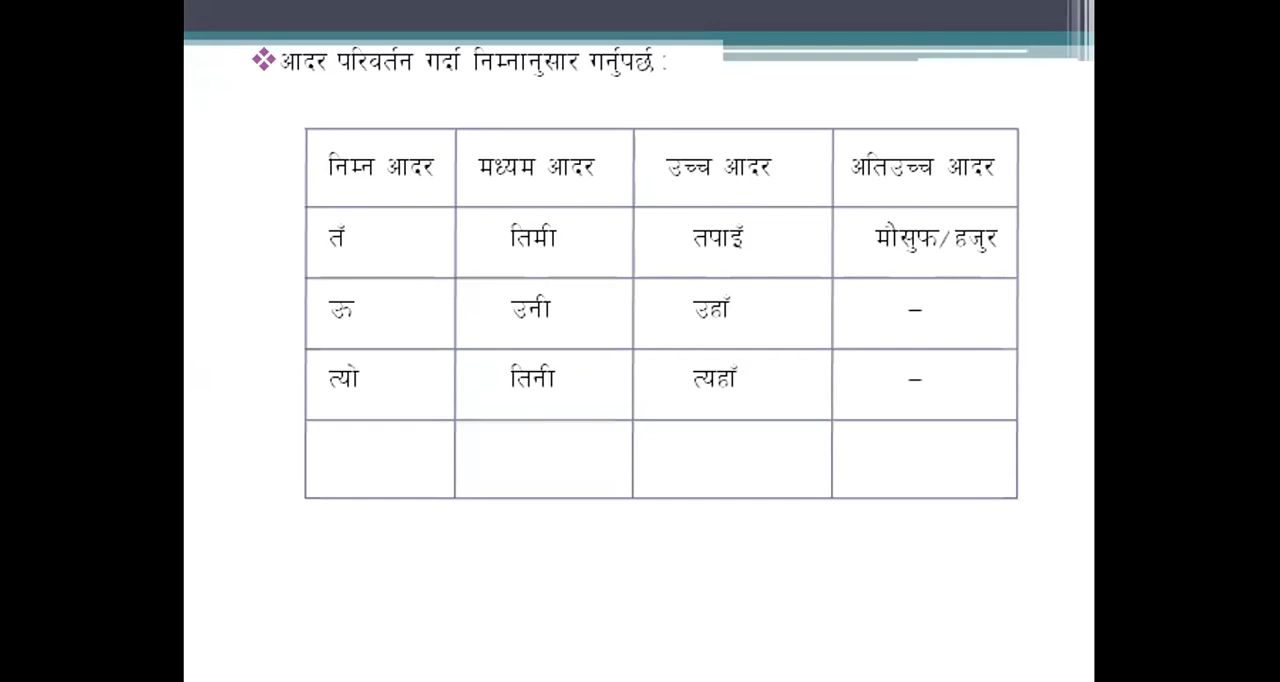 आदर परिवर्तन गर्दा निम्नानुसार गर्नुपर्छ :
निम्न आदर मध्यम आदर उच्च आदर अतिउच्च आदर
तँ तिमी तपाइँ मौसुफ/हजुर
ऊ उनी उहाँ –
त्यो तिनी त्यहाँ –